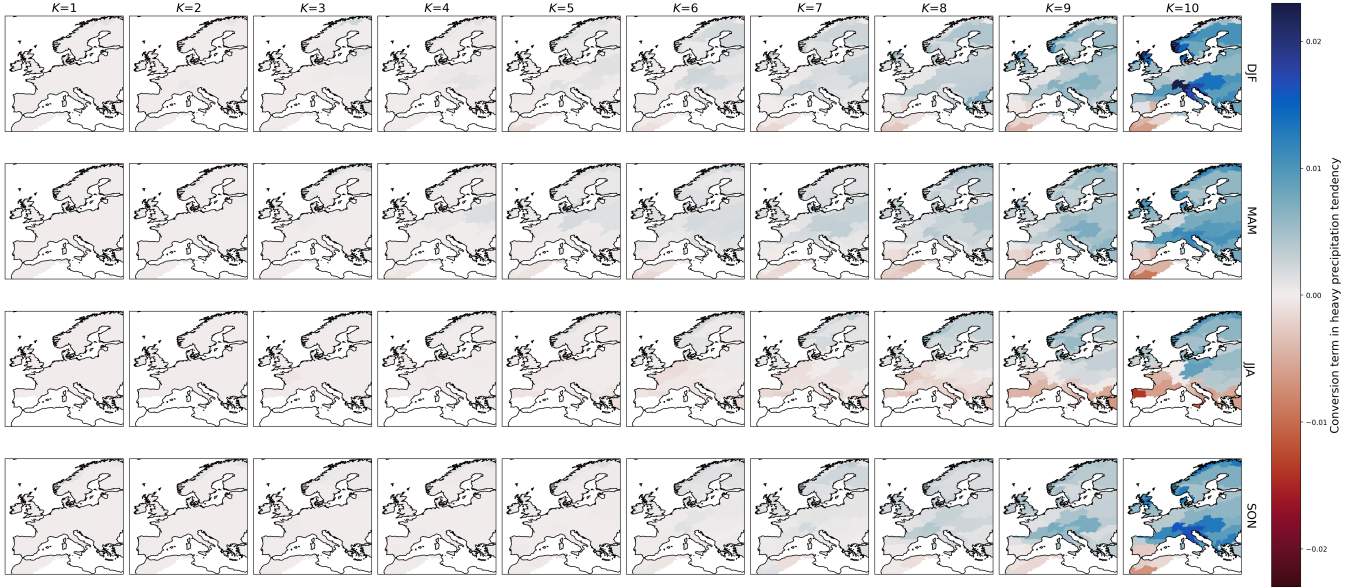 K=1 K=2 K=3 K=4 K=5 K=6 K=7 K=8 K=9 K=10
DJF
MAM
JJA
SON
0.02
0.01
0.00
−0.01
−0.02
Conversion term in heavy precipitation tendency